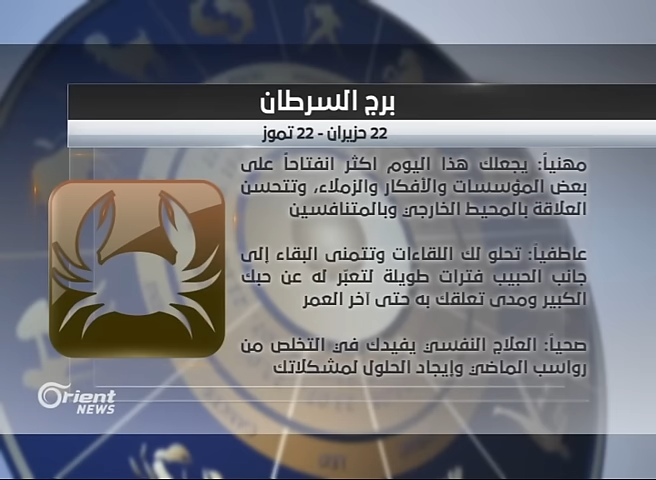 برج السرطان
22 حزيران - 22 تموز
مهنياً: يجعلك هذا اليوم اكثر انفتاحاً على
بعض المؤسسات والأفكار والزملاء، وتتحسن
العلاقة بالمحيط الخارجي وبالمتنافسين
عاطفياً: تحلو لك اللقاءات وتتمنى البقاء إلى
جانب الحبيب فترات طويلة لتعبّر له عن حبك
الكبير ومدى تعلقك به حتى آخر العمر
صحياً: العلاج النفسي يفيدك في التخلص من
رواسب الماضي وإيجاد الحلول لمشكلاتك
Orient
NEWS